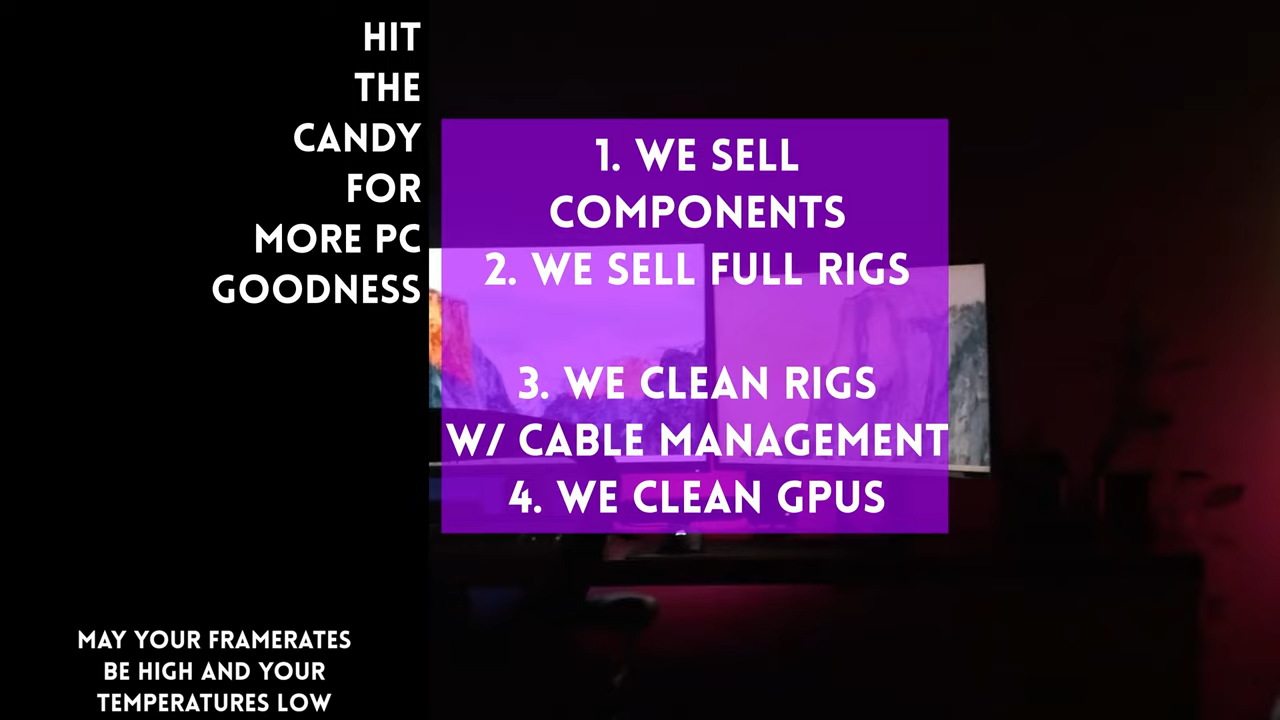 HIT
THE
CANDY
FOR
MORE PC
GOODNESS
1. WE SELL
COMPONENTS
2. WE SELL FULL RIGS
3. WE CLEAN RIGS
W/ CABLE MANAGEMENT
4. WE CLEAN GPUS
MAY YOUR FRAMERATES
BE HIGH AND YOUR
TEMPERATURES LOW